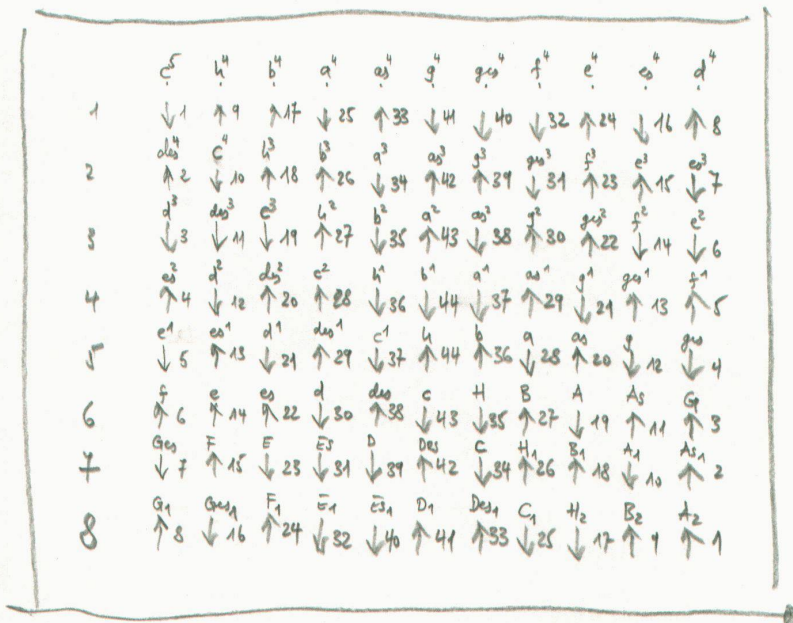 c⁵ h⁴ b⁴ a⁴ as⁴ g⁴ ges⁴ f⁴ e⁴ es⁴ d⁴
1 ↓1 ↑9 ↑17 ↓25 ↑33 ↓41 ↓40 ↓32 ↑24 ↓16 ↑8
des⁴ c⁴ h³ b³ a³ as³ g³ ges³ f³ e³ es³
2 ↑2 ↓10 ↑18 ↑26 ↓34 ↑42 ↑39 ↓31 ↑23 ↑15 ↓7
d³ des³ c³ h² b² a² as² g² ges² f² e²
3 ↓3 ↓11 ↓19 ↑27 ↓35 ↑43 ↓38 ↑30 ↑22 ↓14 ↓6
es² d² des² c² h¹ b¹ a¹ as¹ g¹ ges¹ f¹
4 ↑4 ↓12 ↑20 ↑28 ↓36 ↓44 ↓37 ↑29 ↓21 ↑13 ↑5
e¹ es¹ d¹ des¹ c¹ h b a as g ges
5 ↓5 ↑13 ↓21 ↑29 ↓37 ↑44 ↑36 ↓28 ↑20 ↓12 ↓4
f e es d des c H B A As G
6 ↑6 ↑14 ↑22 ↓30 ↑38 ↓43 ↓35 ↑27 ↓19 ↑11 ↑3
Ges F E Es D Des C H₁ B₁ A₁ As₁
7 ↓7 ↑15 ↓23 ↓31 ↓39 ↑42 ↓34 ↑26 ↑18 ↓10 ↑2
G₁ Ges₁ F₁ E₁ Es₁ D₁ Des₁ C₁ H₂ B₂ A₂
8 ↑8 ↓16 ↑24 ↓32 ↓40 ↑41 ↑33 ↓25 ↓17 ↑9 ↑1